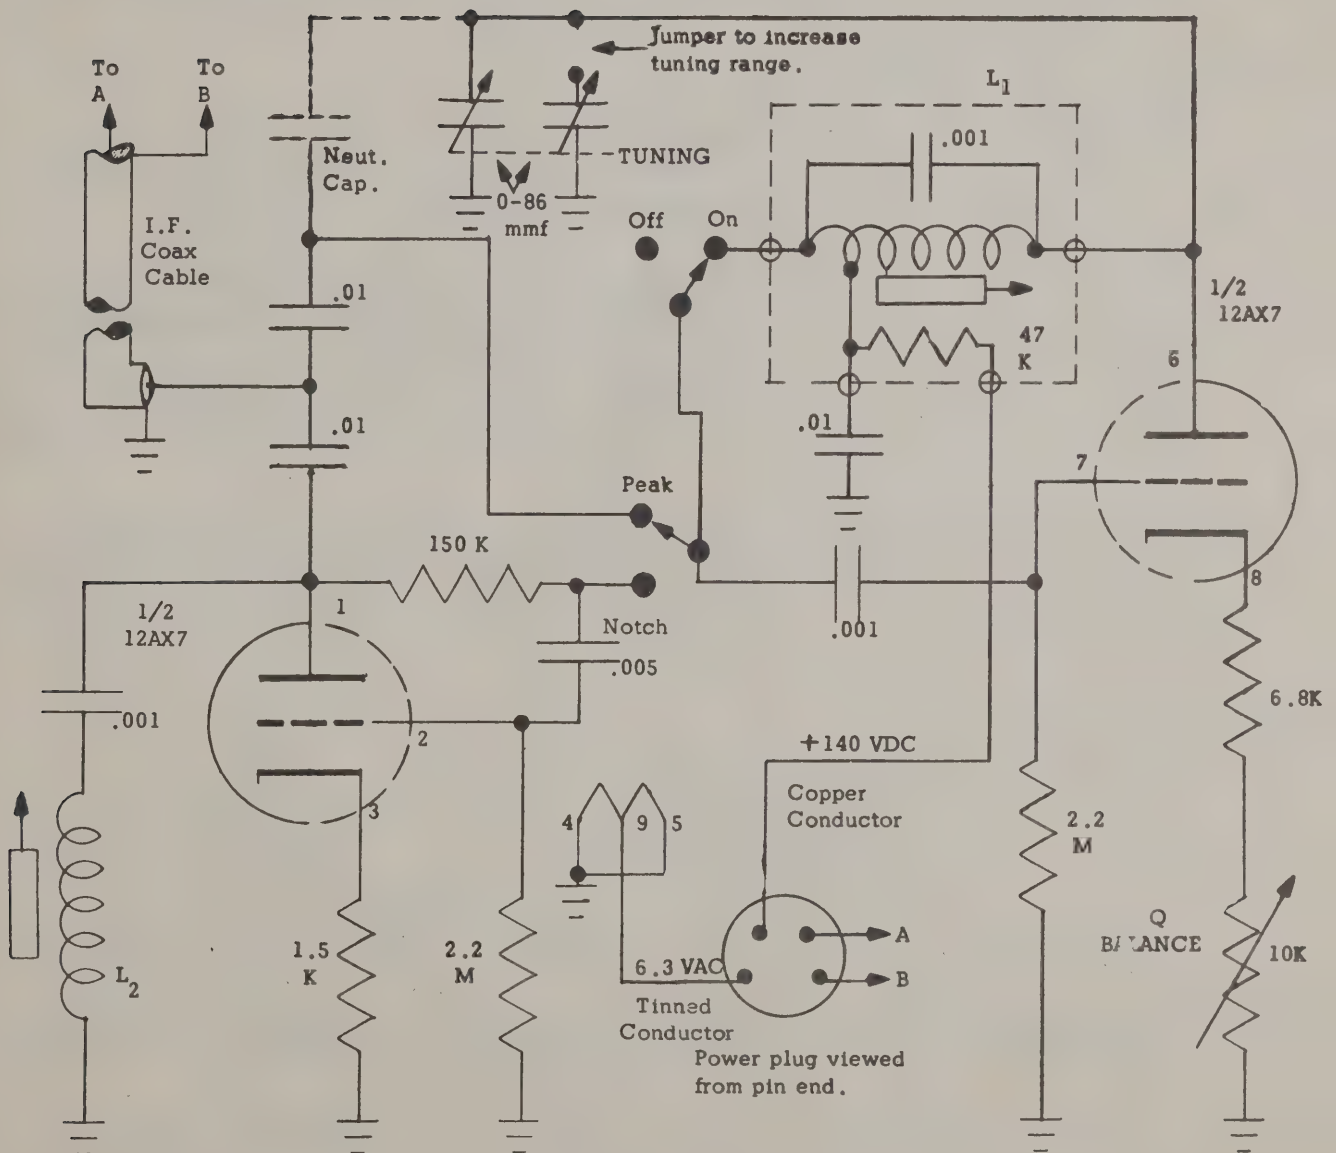 To
A
To
B
Jumper to increase
tuning range.
L1
Neut.
Cap.
TUNING
.001
0-86
mmf
Off
On
I.F.
Coax
Cable
.01
47
K
1/2
12AX7
6
.01
.01
7
Peak
150 K
8
1
1/2
12AX7
Notch
.005
.001
.001
2
6.8K
3
+140 VDC
4
9
5
Copper
Conductor
2.2
M
Q
BALANCE
10K
1.5
K
2.2
M
A
6.3 VAC
B
L2
Tinned
Conductor
Power plug viewed
from pin end.